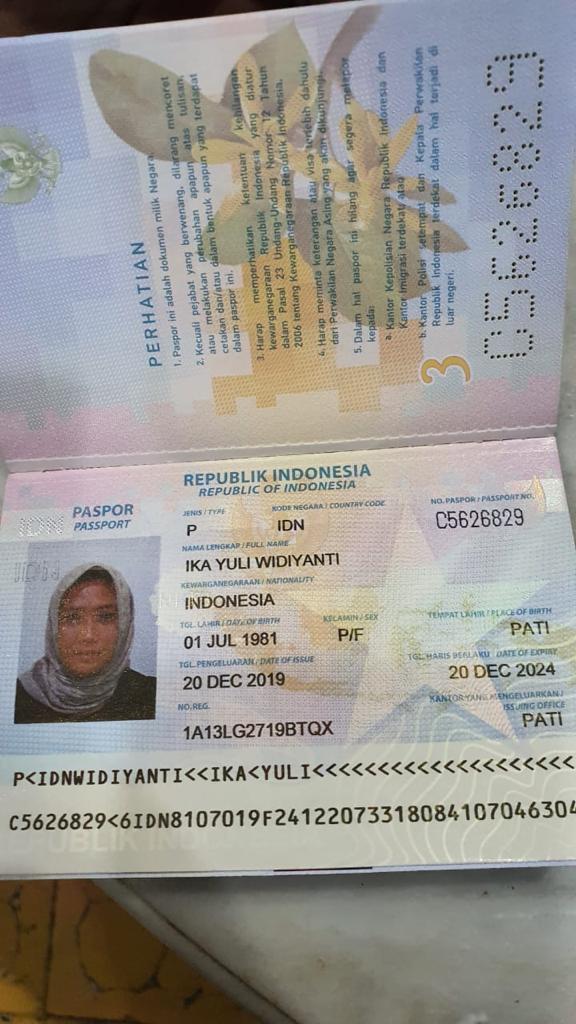 PERHATIAN
1. Paspor ini adalah dokumen milik Negara.
2. Kecuali pejabat yang berwenang, dilarang mencoret
atau melakukan perubahan apapun atas tulisan,
cetakan dan/atau dalam bentuk apapun yang terdapat
dalam paspor ini.
3. Harap memperhatikan ketentuan kehilangan
kewarganegaraan Republik Indonesia yang diatur
dalam Pasal 23 Undang-Undang Nomor 12 Tahun
2006 tentang Kewarganegaraan Republik Indonesia.
4. Harap meminta keterangan atau visa terlebih dahulu
dari Perwakilan Negara Asing yang akan dikunjungi.
5. Dalam hal paspor ini hilang agar segera melapor
kepada:
a. Kantor Kepolisian Negara Republik Indonesia dan
Kantor Imigrasi terdekat; atau
b. Kantor Polisi setempat dan Kepala Perwakilan
Republik Indonesia terdekat dalam hal terjadi di
luar negeri.
3
C5626829
REPUBLIK INDONESIA
REPUBLIC OF INDONESIA
PASPOR
PASSPORT
JENIS / TYPE
KODE NEGARA / COUNTRY CODE
NO. PASPOR / PASSPORT NO.
P
IDN
C5626829
NAMA LENGKAP / FULL NAME
IKA YULI WIDIYANTI
KEWARGANEGARAAN / NATIONALITY
INDONESIA
TGL. LAHIR / DATE OF BIRTH
KELAMIN / SEX
TEMPAT LAHIR / PLACE OF BIRTH
01 JUL 1981
P/F
PATI
TGL. PENGELUARAN / DATE OF ISSUE
TGL. HABIS BERLAKU / DATE OF EXPIRY
20 DEC 2019
20 DEC 2024
NO. REG.
KANTOR YANG MENGELUARKAN /
ISSUING OFFICE
1A13LG2719BTQX
PATI
P<IDNWIDIYANTI<<IKA<YULI<<<<<<<<<<<<<<<<<<<<
C5626829<6IDN8107019F24122073318084107046304